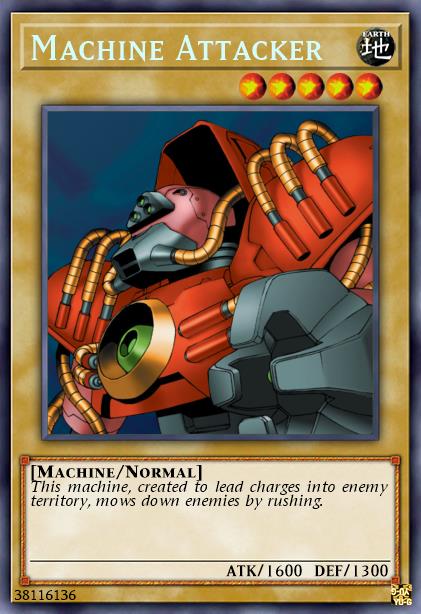 Machine Attacker
EARTH
地
[Machine/Normal]
This machine, created to lead charges into enemy
territory, mows down enemies by rushing.
ATK/1600 DEF/1300
38116136